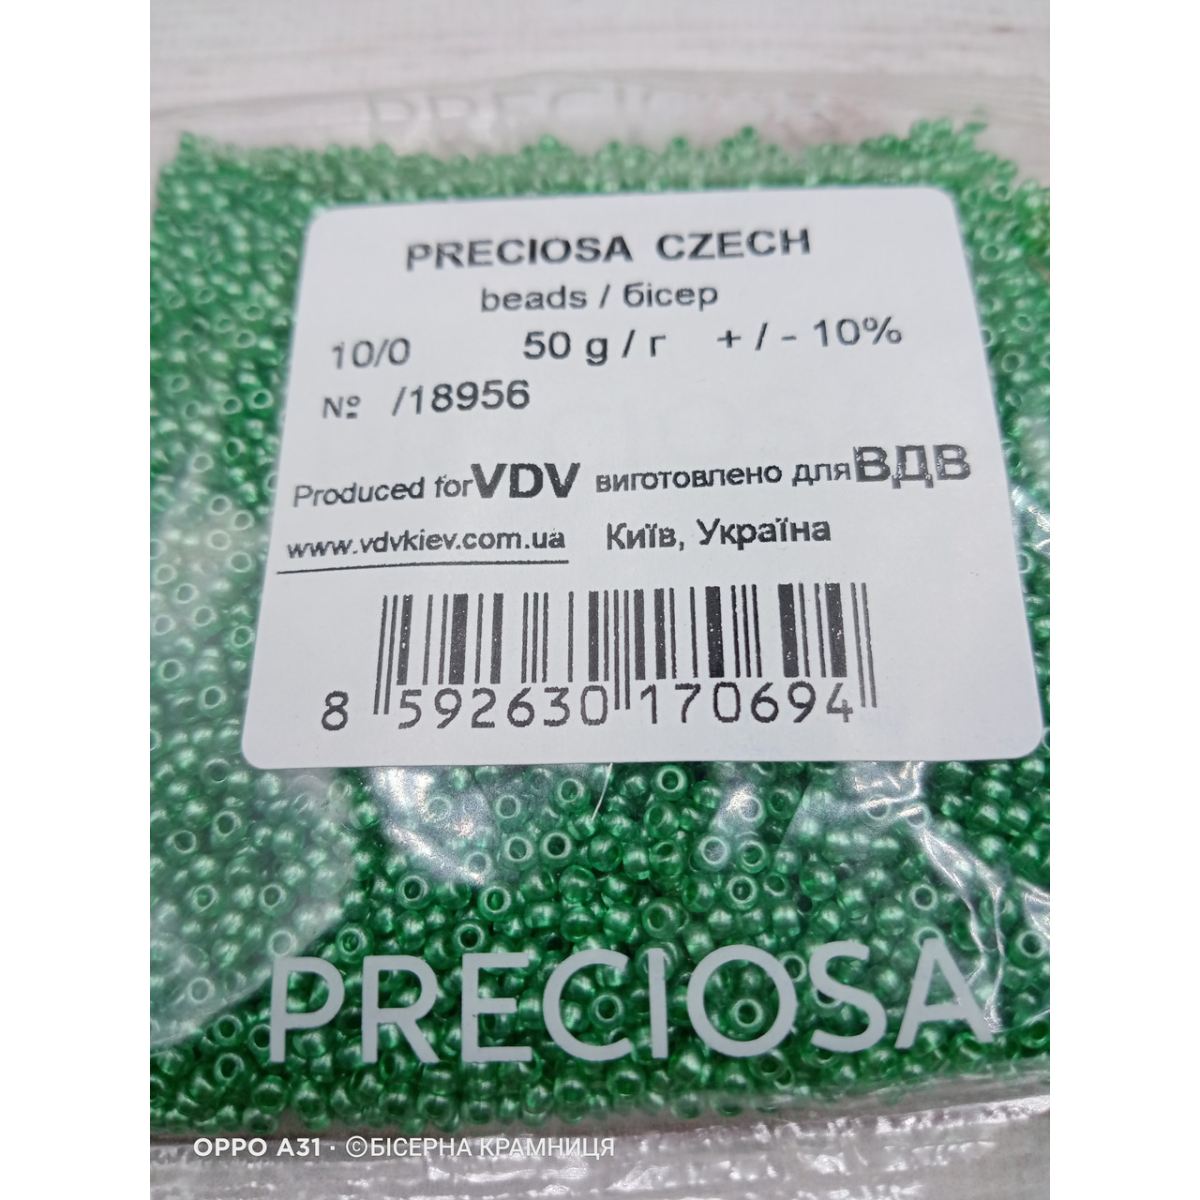 PRECIOSA
PRECIOSA CZECH
beads / бісер
10/0 50 g / г + / - 10%
№ /18956
Produced for VDV виготовлено для ВДВ
www.vdvkiev.com.ua Київ, Україна
8 592630 170694
PRECIOSA
OPPO A31 · ©БІСЕРНА КРАМНИЦЯ